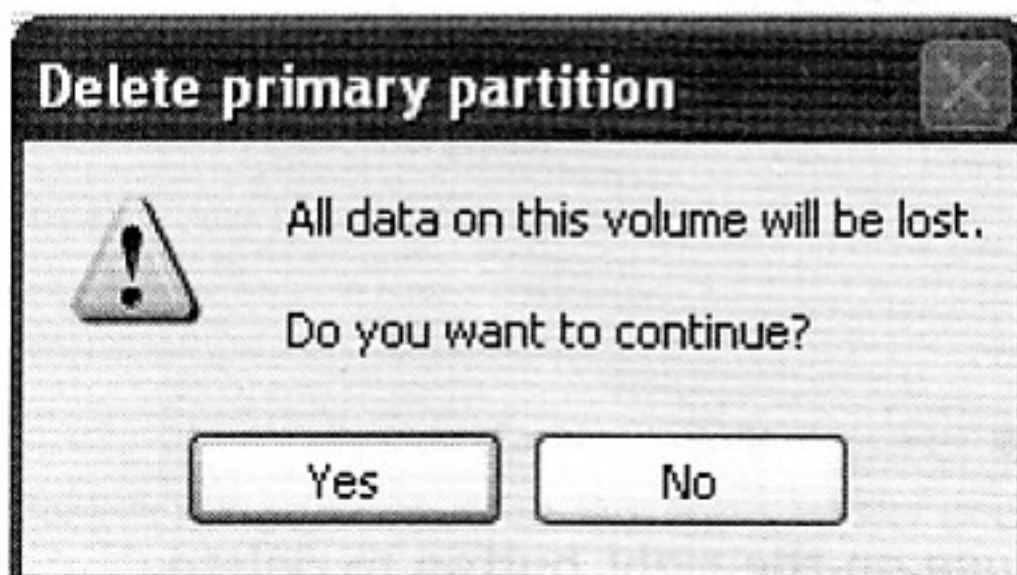 Delete primary partition
All data on this volume will be lost.
Do you want to continue?
Yes
No